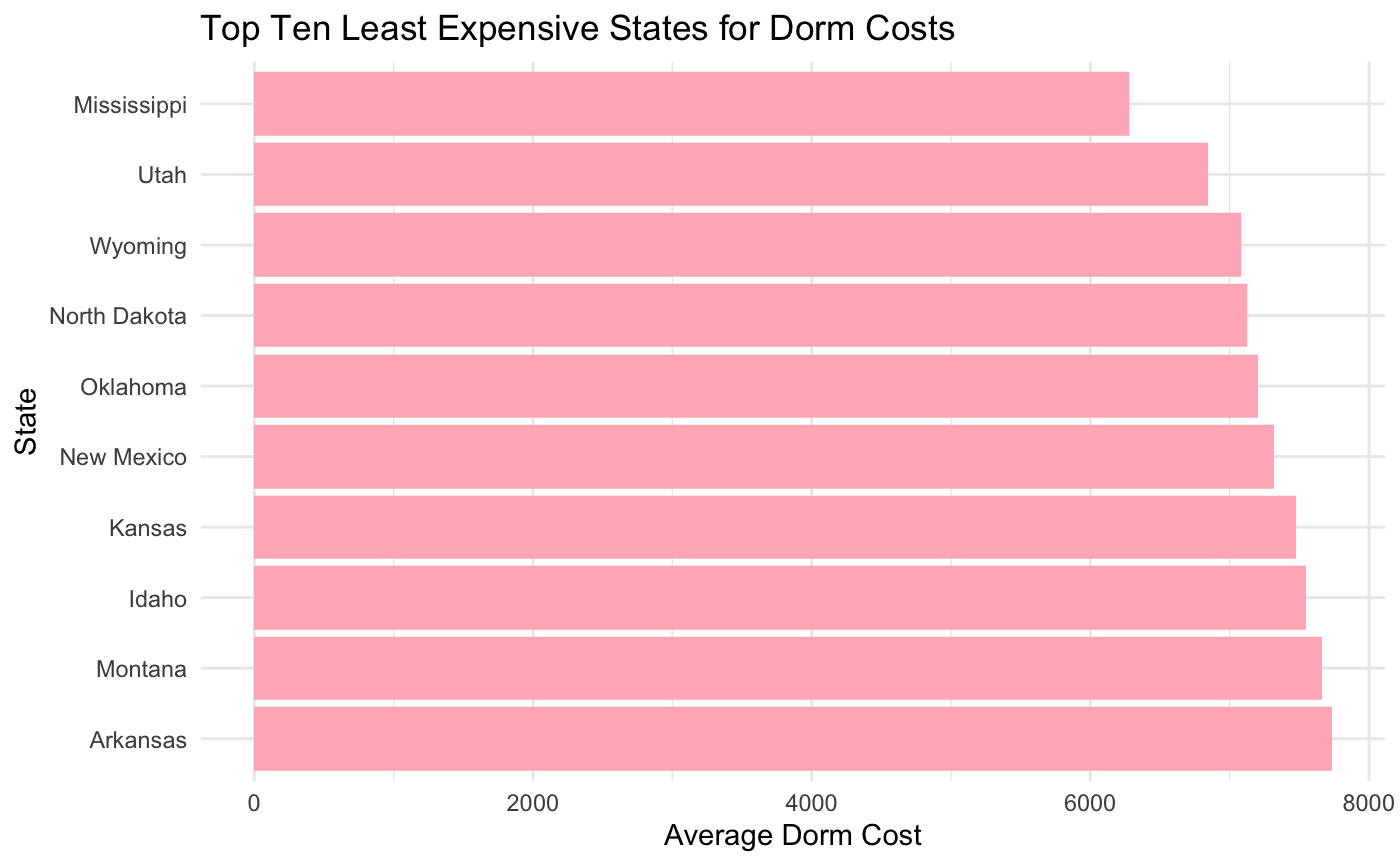 Top Ten Least Expensive States for Dorm Costs
Mississippi
Utah
Wyoming
North Dakota
Oklahoma
New Mexico
Kansas
Idaho
Montana
Arkansas
State
0 2000 4000 6000 8000
Average Dorm Cost